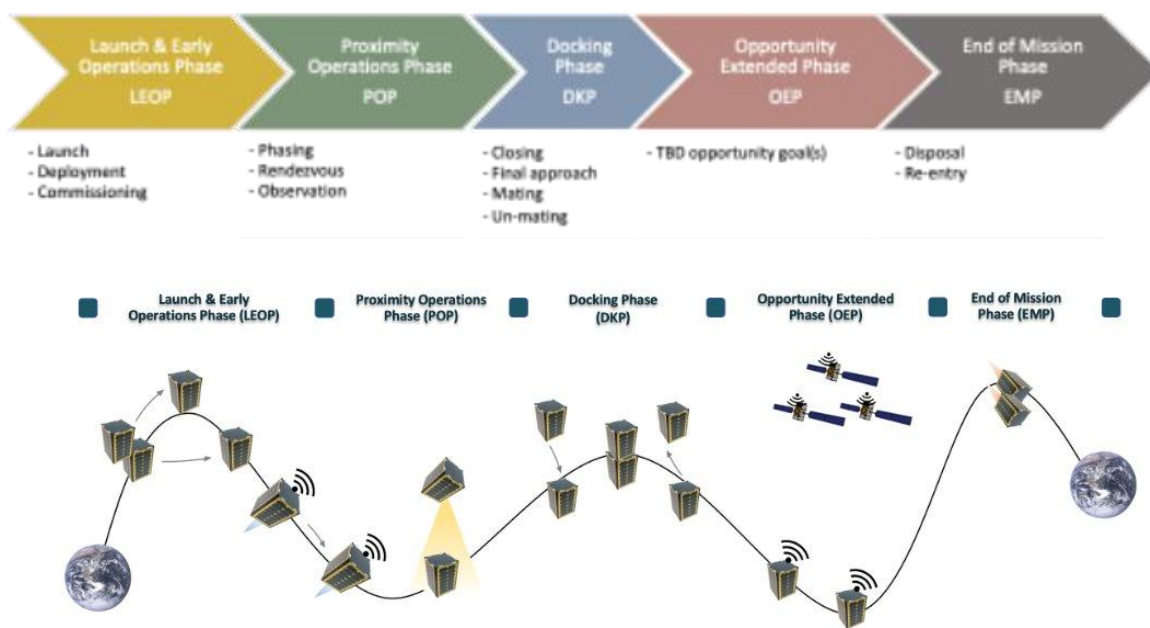 Launch & Early
Operations Phase
LEOP
Proximity
Operations Phase
POP
Docking
Phase
DKP
Opportunity
Extended Phase
OEP
End of Mission
Phase
EMP
- Launch
- Deployment
- Commissioning
- Phasing
- Rendezvous
- Observation
- Closing
- Final approach
- Mating
- Un-mating
- TBD opportunity goal(s)
- Disposal
- Re-entry
Launch & Early
Operations Phase (LEOP)
Proximity Operations
Phase (POP)
Docking Phase
(DKP)
Opportunity Extended
Phase (OEP)
End of Mission
Phase (EMP)